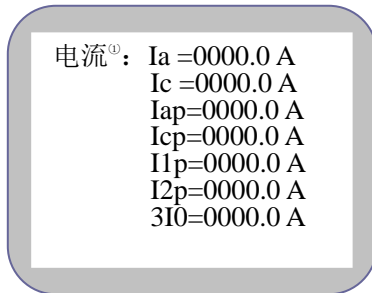 电流①：Ia =0000.0 A
Ic =0000.0 A
Iap=0000.0 A
Icp=0000.0 A
I1p=0000.0 A
I2p=0000.0 A
3I0=0000.0 A